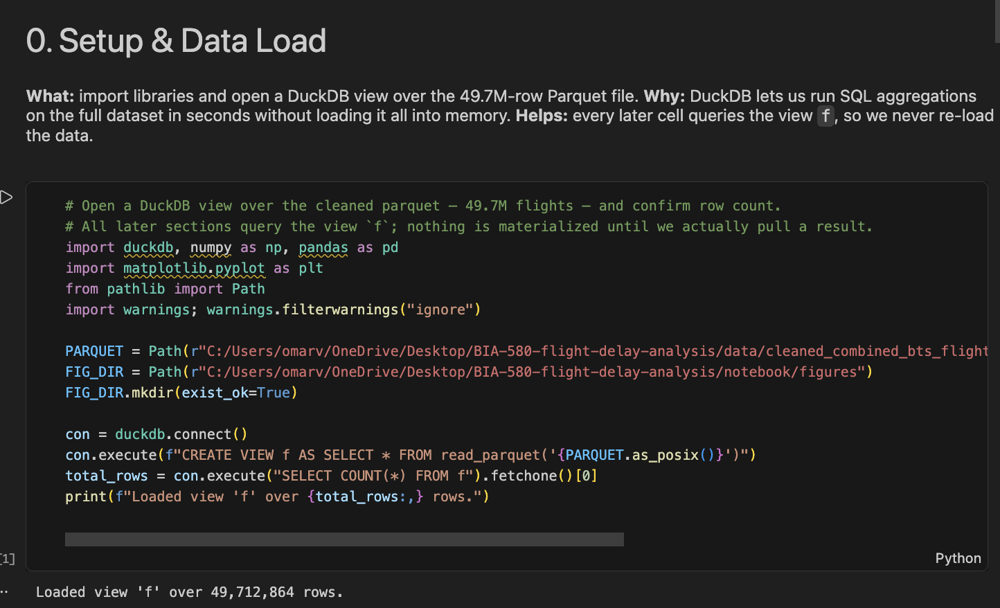 0. Setup & Data Load
What: import libraries and open a DuckDB view over the 49.7M-row Parquet file. Why: DuckDB lets us run SQL aggregations
on the full dataset in seconds without loading it all into memory. Helps: every later cell queries the view f, so we never re-load
the data.
# Open a DuckDB view over the cleaned parquet — 49.7M flights — and confirm row count.
# All later sections query the view `f`; nothing is materialized until we actually pull a result.
import duckdb, numpy as np, pandas as pd
import matplotlib.pyplot as plt
from pathlib import Path
import warnings; warnings.filterwarnings("ignore")
PARQUET = Path(r"C:/Users/omarv/OneDrive/Desktop/BIA-580-flight-delay-analysis/data/cleaned_combined_bts_flight
FIG_DIR = Path(r"C:/Users/omarv/OneDrive/Desktop/BIA-580-flight-delay-analysis/notebook/figures")
FIG_DIR.mkdir(exist_ok=True)
con = duckdb.connect()
con.execute(f"CREATE VIEW f AS SELECT * FROM read_parquet('{PARQUET.as_posix()}')")
total_rows = con.execute("SELECT COUNT(*) FROM f").fetchone()[0]
print(f"Loaded view 'f' over {total_rows:,} rows.")
[1]
Python
Loaded view 'f' over 49,712,864 rows.